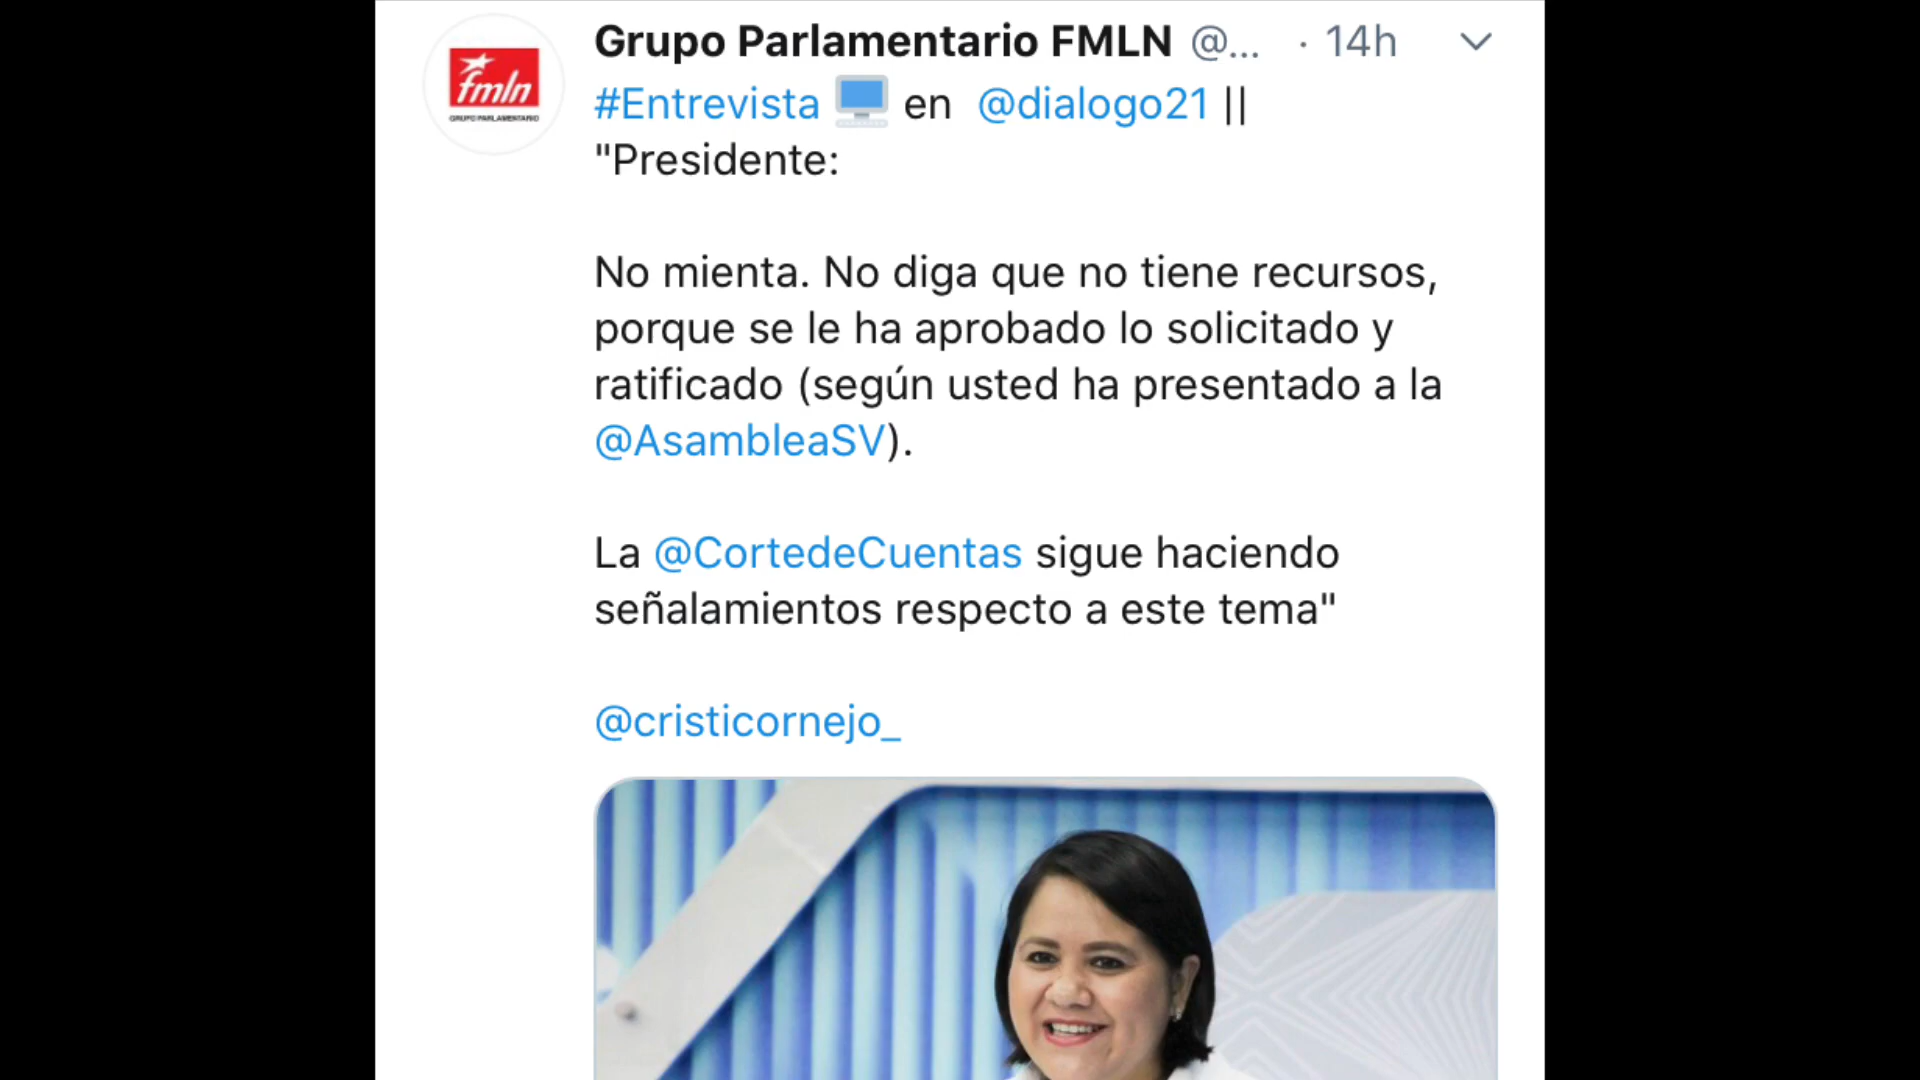 Grupo Parlamentario FMLN @... · 14h
fmln
GRUPO PARLAMENTARIO
#Entrevista en @dialogo21 ||
"Presidente:
No mienta. No diga que no tiene recursos,
porque se le ha aprobado lo solicitado y
ratificado (según usted ha presentado a la
@AsambleaSV).
La @CortedeCuentas sigue haciendo
señalamientos respecto a este tema"
@cristicornejo_